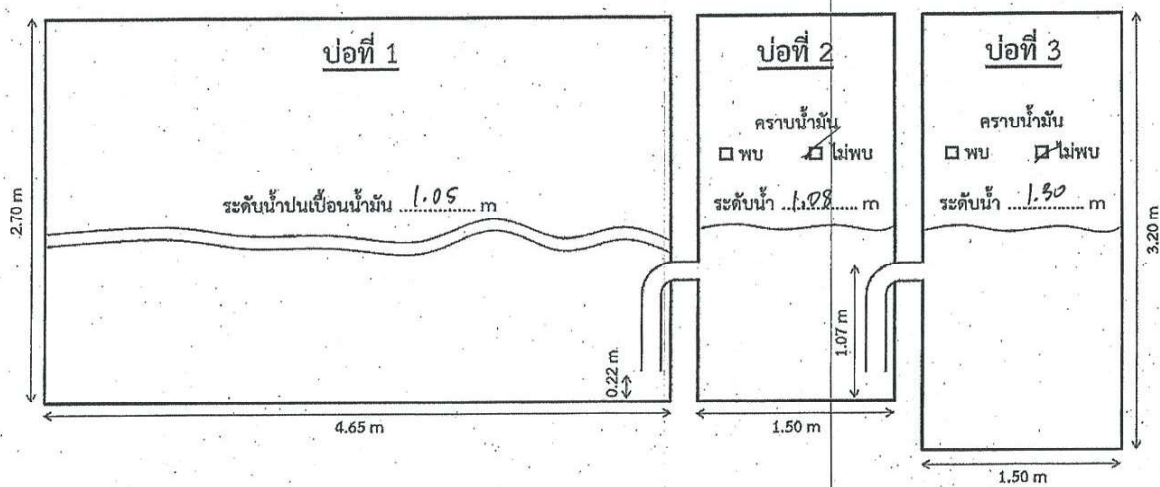 บ่อที่ 1
ระดับน้ำปนเปื้อนน้ำมัน 1.05 m
2.70 m
4.65 m
0.22 m
บ่อที่ 2
คราบน้ำมัน
พบ ไม่พบ
ระดับน้ำ 1.08 m
1.07 m
1.50 m
บ่อที่ 3
คราบน้ำมัน
พบ ไม่พบ
ระดับน้ำ 1.30 m
3.20 m
1.50 m